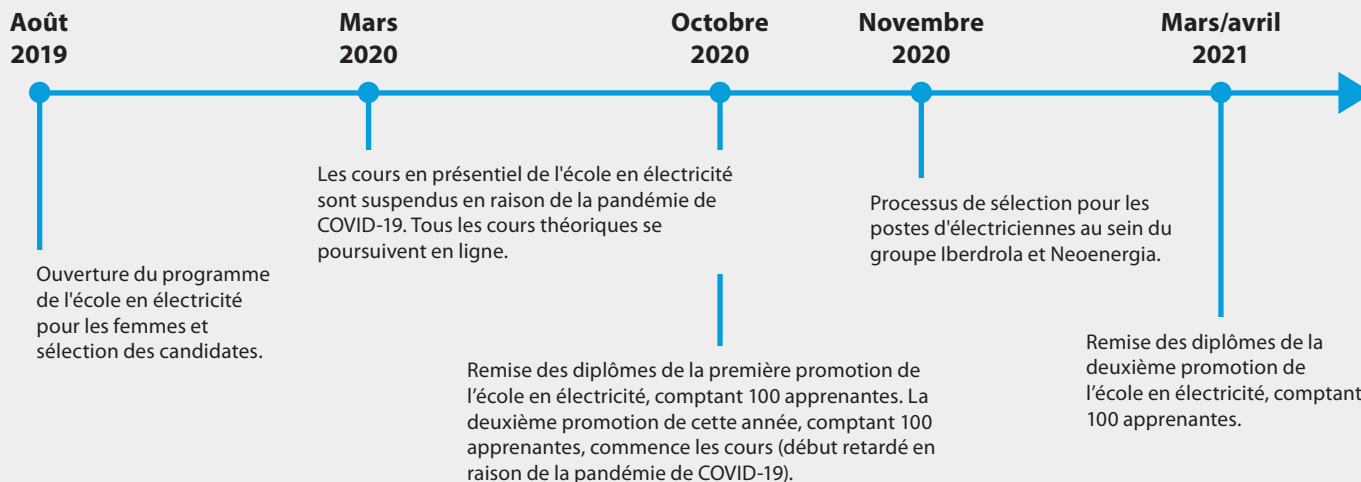 Août
2019
Mars
2020
Octobre
2020
Novembre
2020
Mars/avril
2021
Ouverture du programme
de l'école en électricité
pour les femmes et
sélection des candidates.
Les cours en présentiel de l'école en électricité
sont suspendus en raison de la pandémie de
COVID-19. Tous les cours théoriques se
poursuivent en ligne.
Remise des diplômes de la première promotion de
l’école en électricité, comptant 100 apprenantes. La
deuxième promotion de cette année, comptant 100
apprenantes, commence les cours (début retardé en
raison de la pandémie de COVID-19).
Processus de sélection pour les
postes d'électriciennes au sein du
groupe Iberdrola et Neoenergia.
Remise des diplômes de la
deuxième promotion de
l’école en électricité, comptant
100 apprenantes.